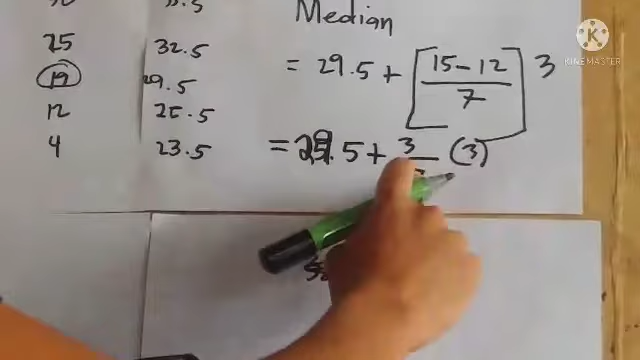 Median
25 32.5
19 29.5
12 25.5
4 23.5
= 29.5 + [15-12/7] 3
= 29.5 + 3 (3)
KINEMASTER